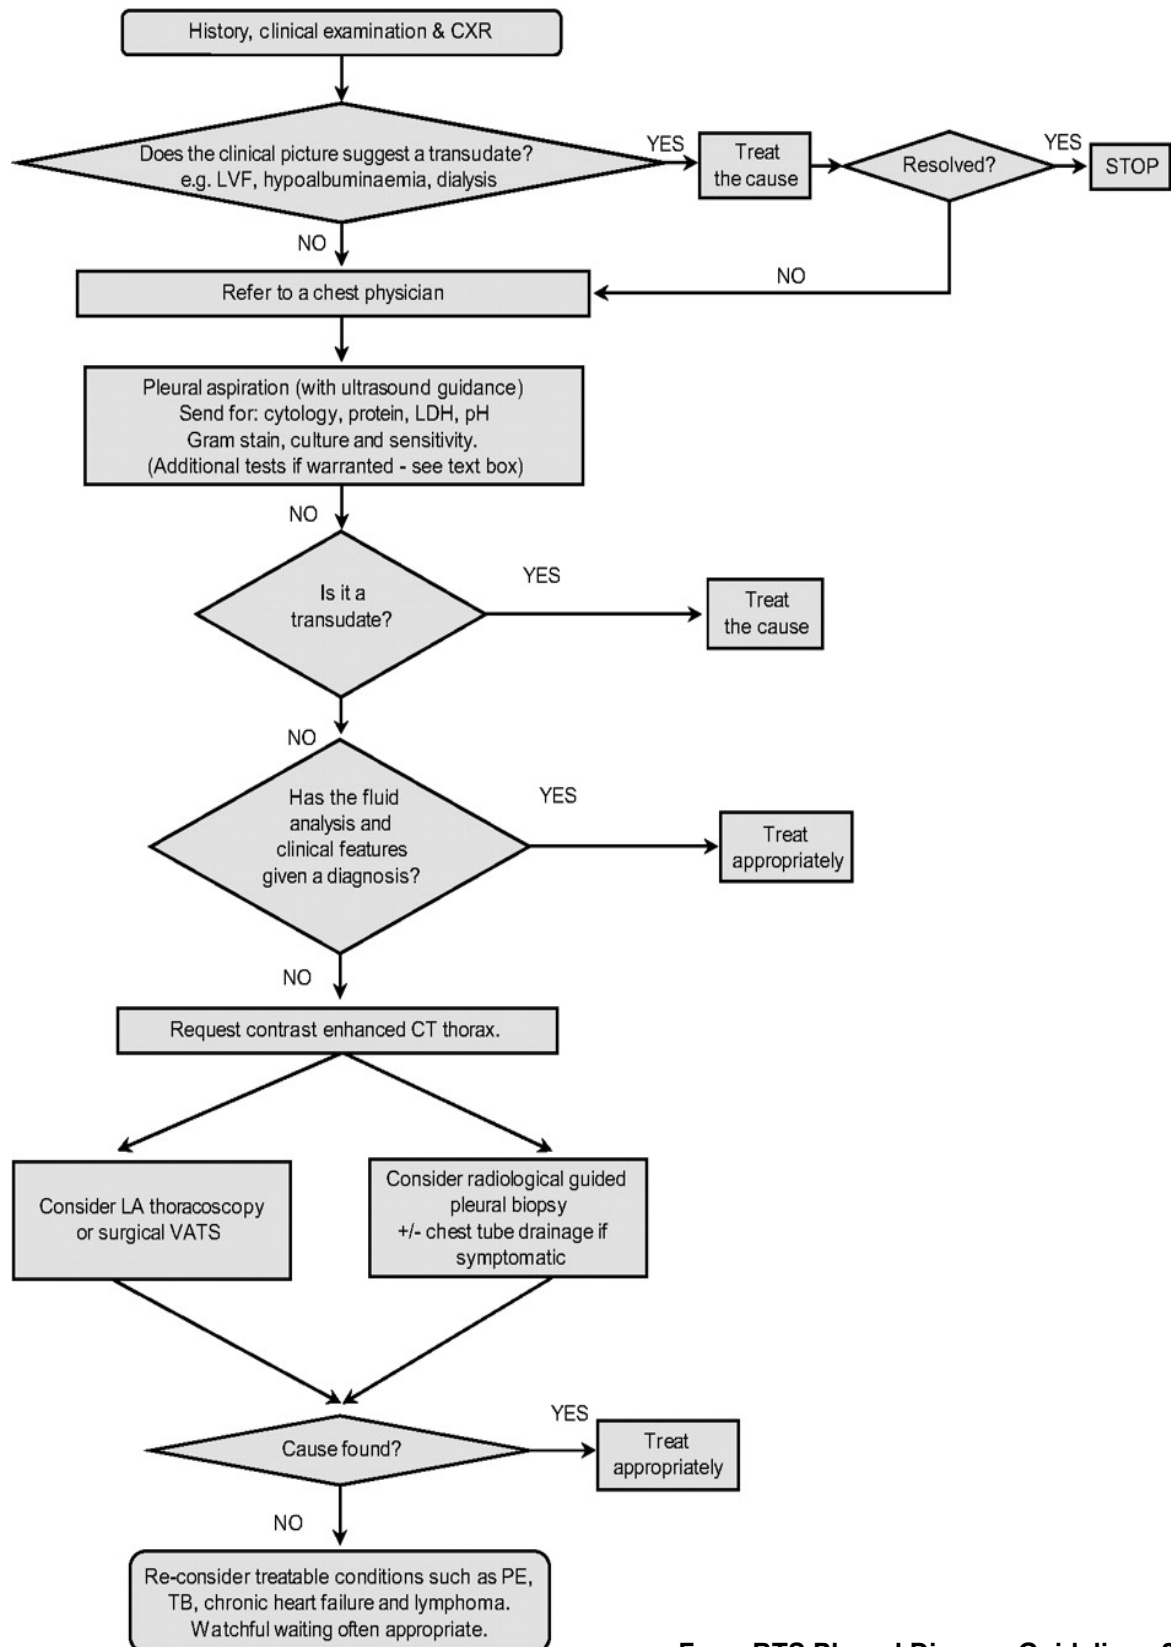 History, clinical examination & CXR
Does the clinical picture suggest a transudate?
e.g. LVF, hypoalbuminaemia, dialysis
YES
Treat
the cause
Resolved?
YES
STOP
NO
NO
Refer to a chest physician
Pleural aspiration (with ultrasound guidance)
Send for: cytology, protein, LDH, pH
Gram stain, culture and sensitivity.
(Additional tests if warranted - see text box)
NO
Is it a
transudate?
YES
Treat
the cause
NO
Has the fluid
analysis and
clinical features
given a diagnosis?
YES
Treat
appropriately
NO
Request contrast enhanced CT thorax.
Consider LA thoracoscopy
or surgical VATS
Consider radiological guided
pleural biopsy
+/- chest tube drainage if
symptomatic
Cause found?
YES
Treat
appropriately
NO
Re-consider treatable conditions such as PE,
TB, chronic heart failure and lymphoma.
Watchful waiting often appropriate.